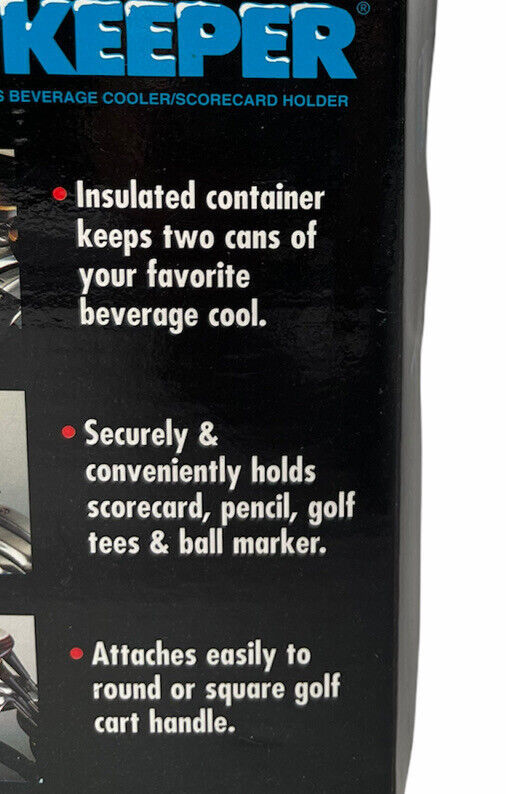 KEEPER®
S BEVERAGE COOLER/SCORECARD HOLDER
• Insulated container
keeps two cans of
your favorite
beverage cool.
• Securely &
conveniently holds
scorecard, pencil, golf
tees & ball marker.
• Attaches easily to
round or square golf
cart handle.